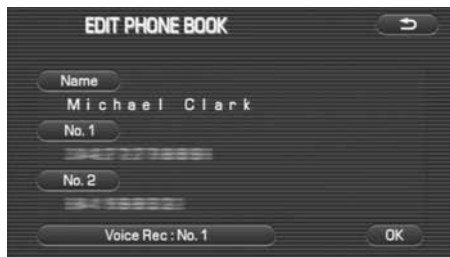 EDIT PHONE BOOK
Name
Michael Clark
No. 1
No. 2
Voice Rec : No. 1 OK